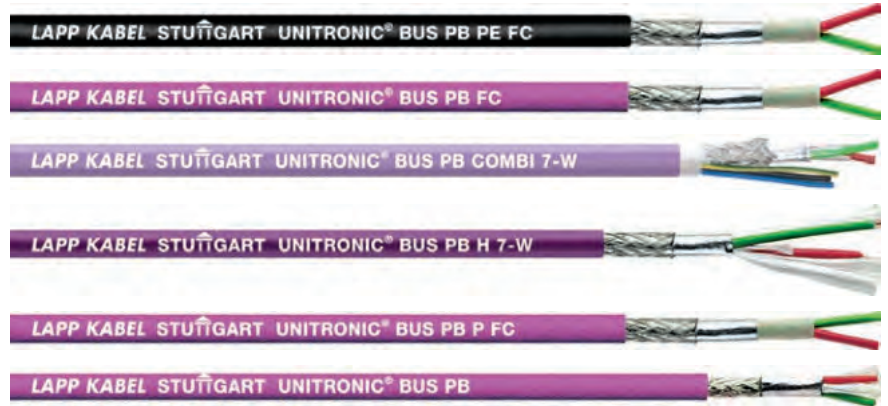 LAPP KABEL STUTTGART UNITRONIC® BUS PB PE FC
LAPP KABEL STUTTGART UNITRONIC® BUS PB FC
LAPP KABEL STUTTGART UNITRONIC® BUS PB COMBI 7-W
LAPP KABEL STUTTGART UNITRONIC® BUS PB H 7-W
LAPP KABEL STUTTGART UNITRONIC® BUS PB P FC
LAPP KABEL STUTTGART UNITRONIC® BUS PB